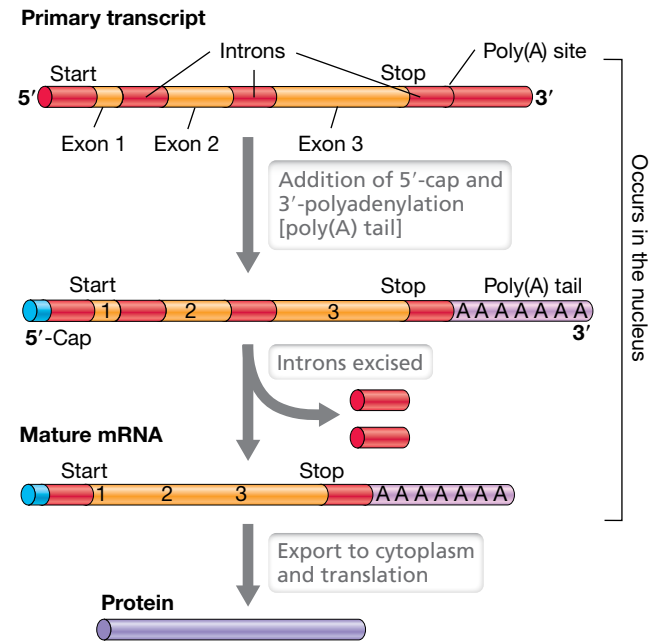 Primary transcript
Introns
Poly(A) site
Start
Stop
5′
3′
Exon 1
Exon 2
Exon 3
Addition of 5′-cap and
3′-polyadenylation
[poly(A) tail]
Occurs in the nucleus
Start
Stop
Poly(A) tail
1
2
3
A A A A A A A
5′-Cap
3′
Introns excised
Mature mRNA
Start
Stop
1
2
3
A A A A A A A
Export to cytoplasm
and translation
Protein